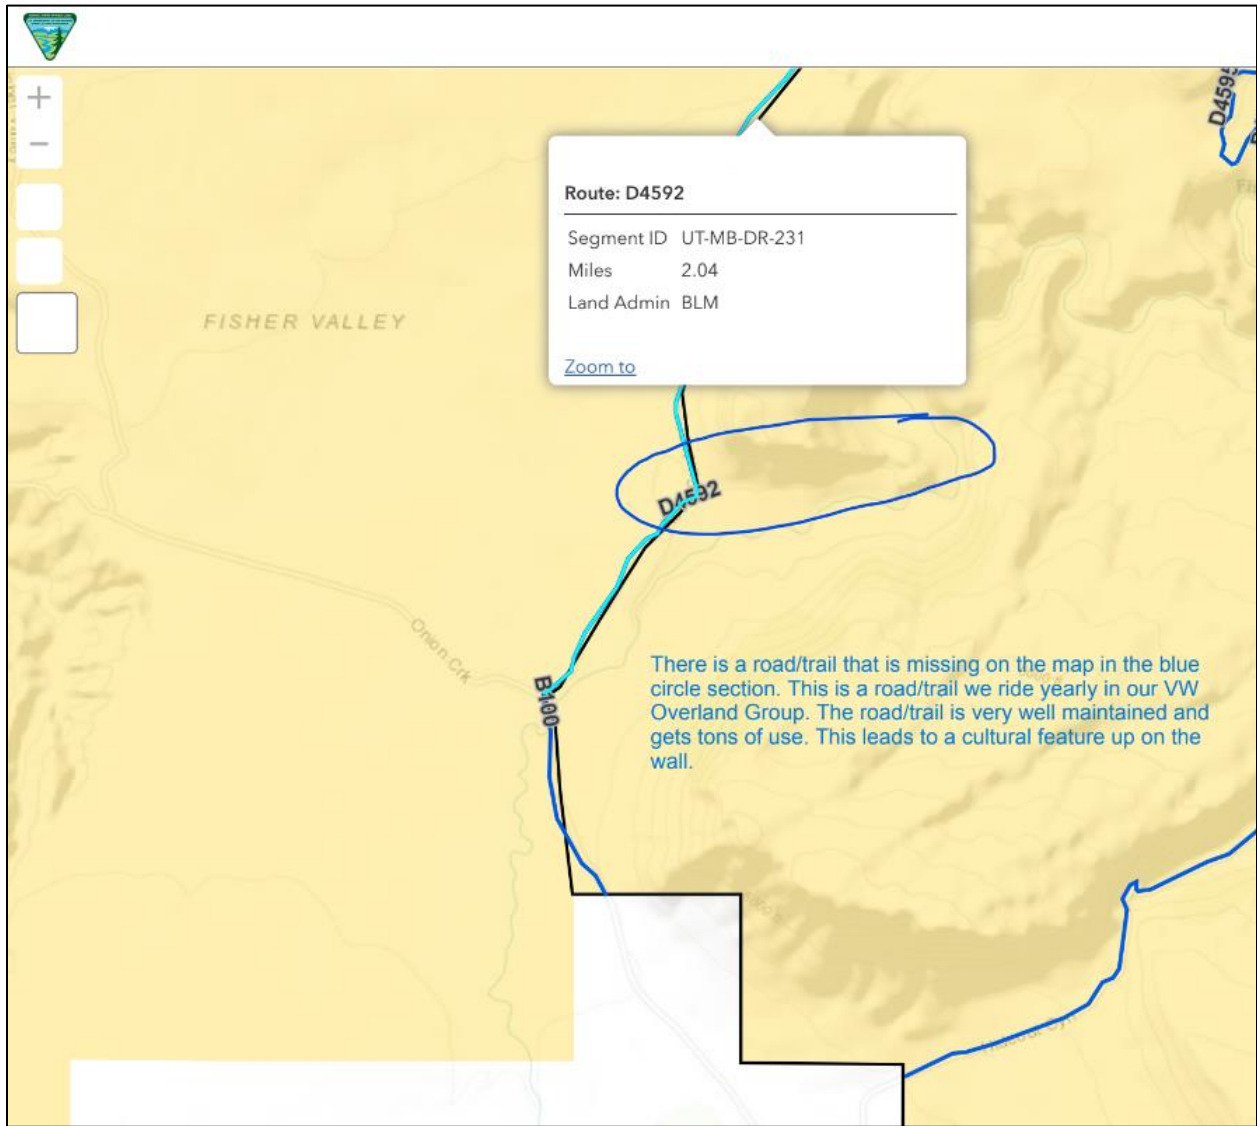 +
−
D4595
Route: D4592
Segment ID UT-MB-DR-231
Miles 2.04
Land Admin BLM
Zoom to
FISHER VALLEY
D4592
Onion Crk
B100
There is a road/trail that is missing on the map in the blue
circle section. This is a road/trail we ride yearly in our VW
Overland Group. The road/trail is very well maintained and
gets tons of use. This leads to a cultural feature up on the
wall.